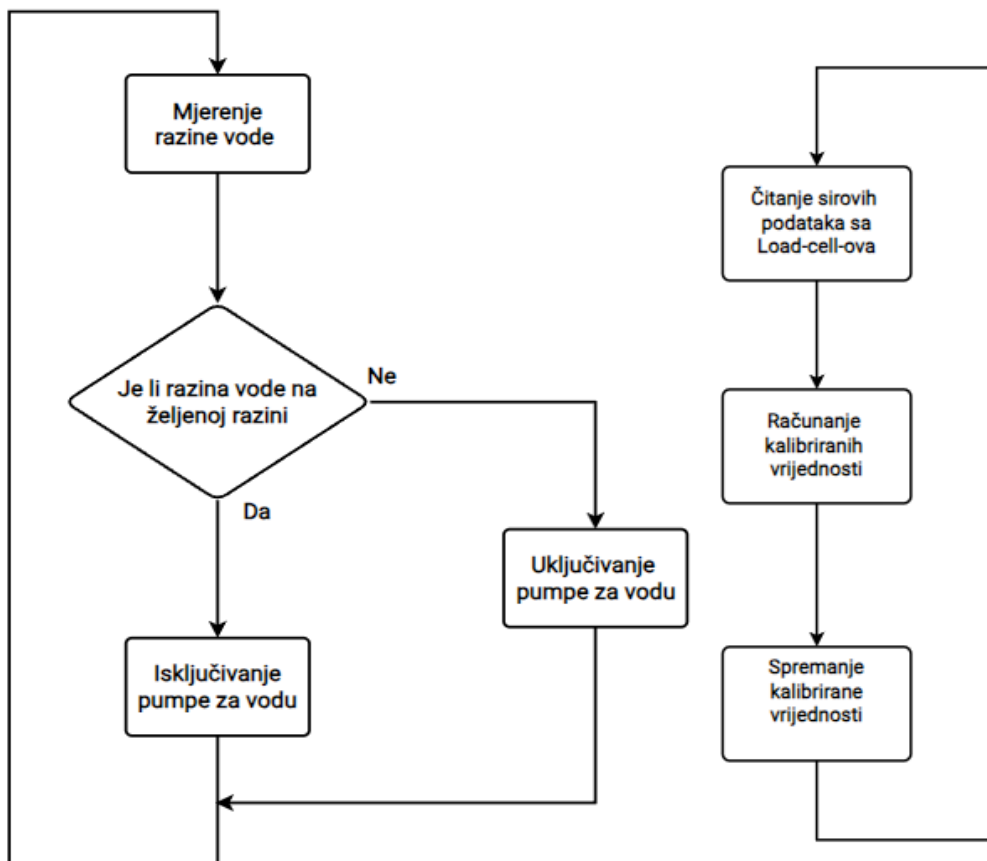 Mjerenje
razine vode
Je li razina vode na
željenoj razini
Ne
Da
Uključivanje
pumpe za vodu
Isključivanje
pumpe za vodu
Čitanje sirovih
podataka sa
Load-cell-ova
Računanje
kalibriranih
vrijednosti
Spremanje
kalibrirane
vrijednosti